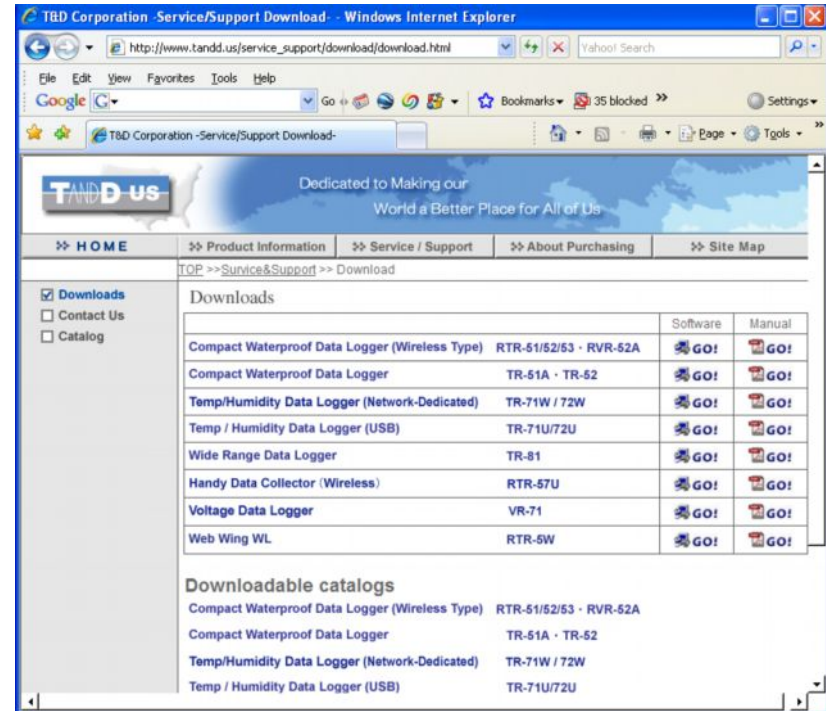 T&D Corporation -Service/Support Download- - Windows Internet Explorer
http://www.tandd.us/service_support/download/download.html Yahoo! Search
File Edit View Favorites Tools Help
Google G Go Bookmarks 35 blocked » Settings
T&D Corporation -Service/Support Download- Page Tools »
TANDD US
Dedicated to Making our
World a Better Place for All of Us
HOME Product Information Service / Support About Purchasing Site Map
TOP >>Survice&Support >> Download
Downloads
Contact Us
Catalog
Downloads
Software Manual
Compact Waterproof Data Logger (Wireless Type) RTR-51/52/53・RVR-52A GO! GO!
Compact Waterproof Data Logger TR-51A・TR-52 GO! GO!
Temp/Humidity Data Logger (Network-Dedicated) TR-71W / 72W GO! GO!
Temp / Humidity Data Logger (USB) TR-71U/72U GO! GO!
Wide Range Data Logger TR-81 GO! GO!
Handy Data Collector (Wireless) RTR-57U GO! GO!
Voltage Data Logger VR-71 GO! GO!
Web Wing WL RTR-5W GO! GO!
Downloadable catalogs
Compact Waterproof Data Logger (Wireless Type) RTR-51/52/53・RVR-52A
Compact Waterproof Data Logger TR-51A・TR-52
Temp/Humidity Data Logger (Network-Dedicated) TR-71W / 72W
Temp / Humidity Data Logger (USB) TR-71U/72U